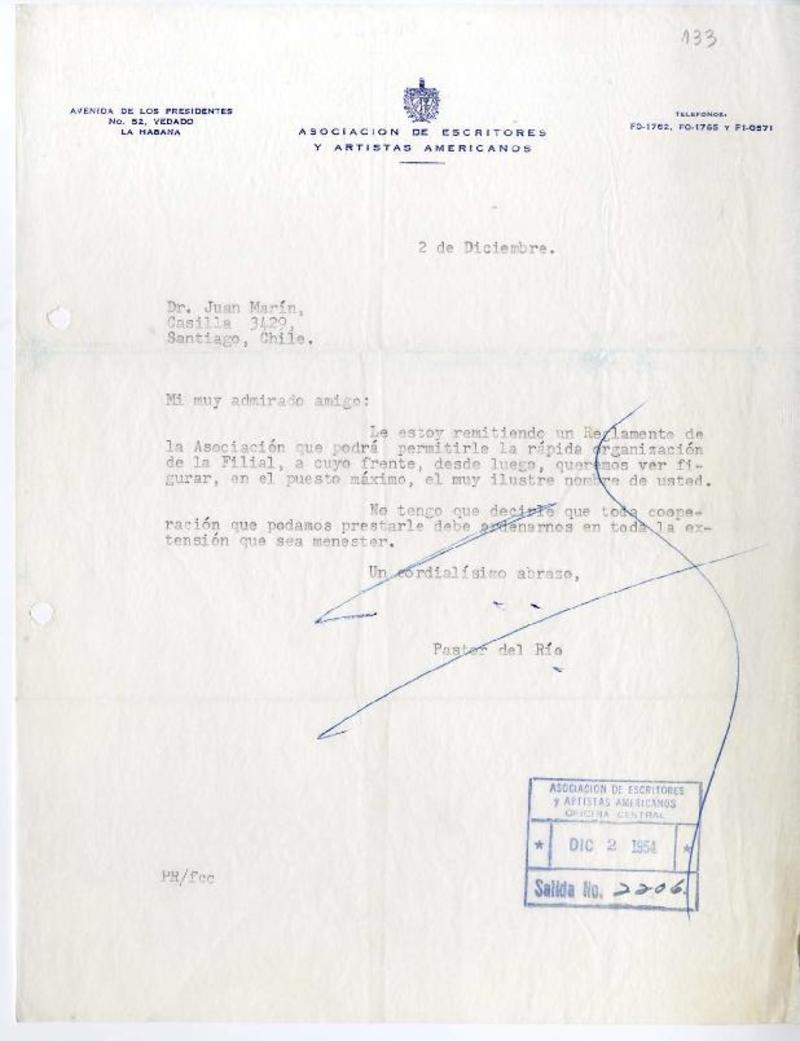 133
AVENIDA DE LOS PRESIDENTES
No. 52, VEDADO
LA HABANA
ASOCIACION DE ESCRITORES
Y ARTISTAS AMERICANOS
TELEFONOS:
FO-1762, FO-1765 Y F1-0571
2 de Diciembre.
Dr. Juan Marín,
Casilla 3429,
Santiago, Chile.
Mi muy admirado amigo:
Le estoy remitiendo un Reglamento de
la Asociación que podrá permitirle la rápida organización
de la Filial, a cuyo frente, desde luego, queremos ver fi-
gurar, en el puesto máximo, el muy ilustre nombre de usted.
No tengo que decirle que toda coope-
ración que podamos prestarle debe ordenarnos en toda la ex-
tensión que sea menester.
Un cordialísimo abrazo,
Pastor del Río
ASOCIACION DE ESCRITORES
y ARTISTAS AMERICANOS
OFICINA CENTRAL
* DIC 2 1954 *
Salida No. 2206.
PR/fcc